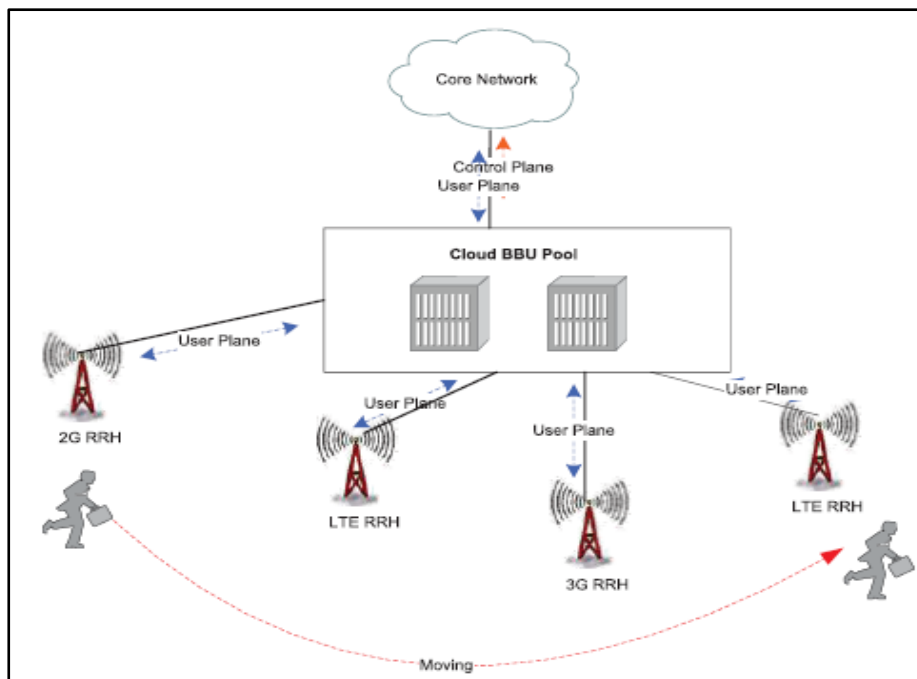 Core Network
Control Plane
User Plane
Cloud BBU Pool
User Plane
2G RRH
User Plane
LTE RRH
User Plane
3G RRH
User Plane
LTE RRH
Moving